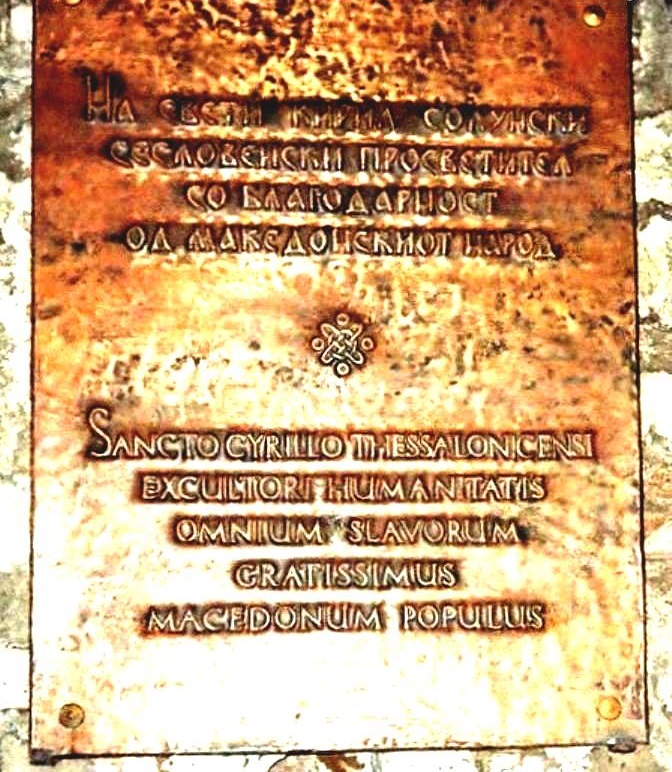 На свети Кирил Солунски
сесловенски просветител
со благодарност
од македонскиот народ
Sancto Cyrillo Thessalonicensi
excultori humanitatis
omnium Slavorum
gratissimus
Macedonum populus